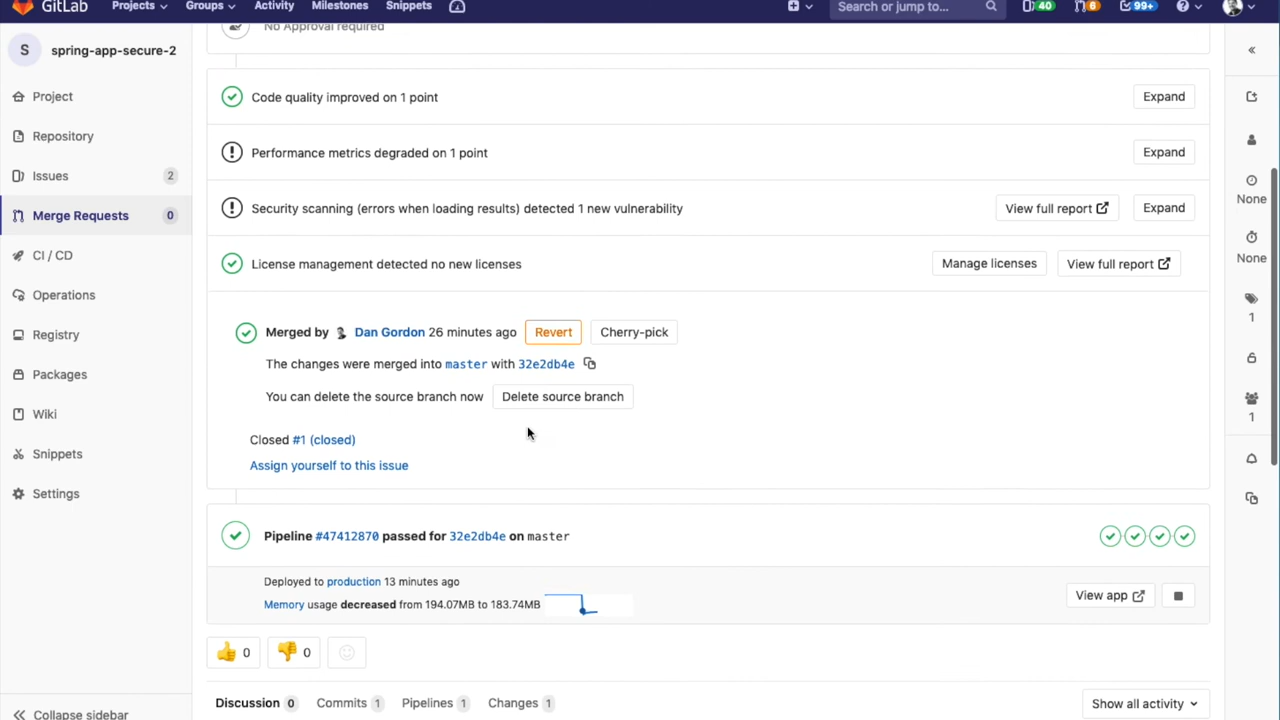 GitLab Projects Groups Activity Milestones Snippets Search or jump to... 40 6 99+
S spring-app-secure-2
Project
Repository
Issues 2
Merge Requests 0
CI / CD
Operations
Registry
Packages
Wiki
Snippets
Settings
Collapse sidebar
No Approval required
Code quality improved on 1 point Expand
Performance metrics degraded on 1 point Expand
Security scanning (errors when loading results) detected 1 new vulnerability View full report Expand
License management detected no new licenses Manage licenses View full report
Merged by Dan Gordon 26 minutes ago Revert Cherry-pick
The changes were merged into master with 32e2db4e
You can delete the source branch now Delete source branch
Closed #1 (closed)
Assign yourself to this issue
Pipeline #47412870 passed for 32e2db4e on master
Deployed to production 13 minutes ago
Memory usage decreased from 194.07MB to 183.74MB
View app
0 0
Discussion 0 Commits 1 Pipelines 1 Changes 1 Show all activity
None
None
1
1